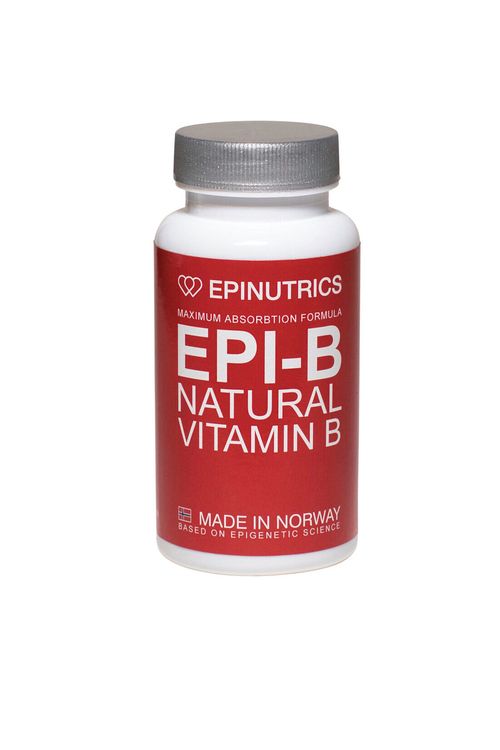 EPINUTRICS
MAXIMUM ABSORBTION FORMULA
EPI-B
NATURAL
VITAMIN B
MADE IN NORWAY
BASED ON EPIGENETIC SCIENCE